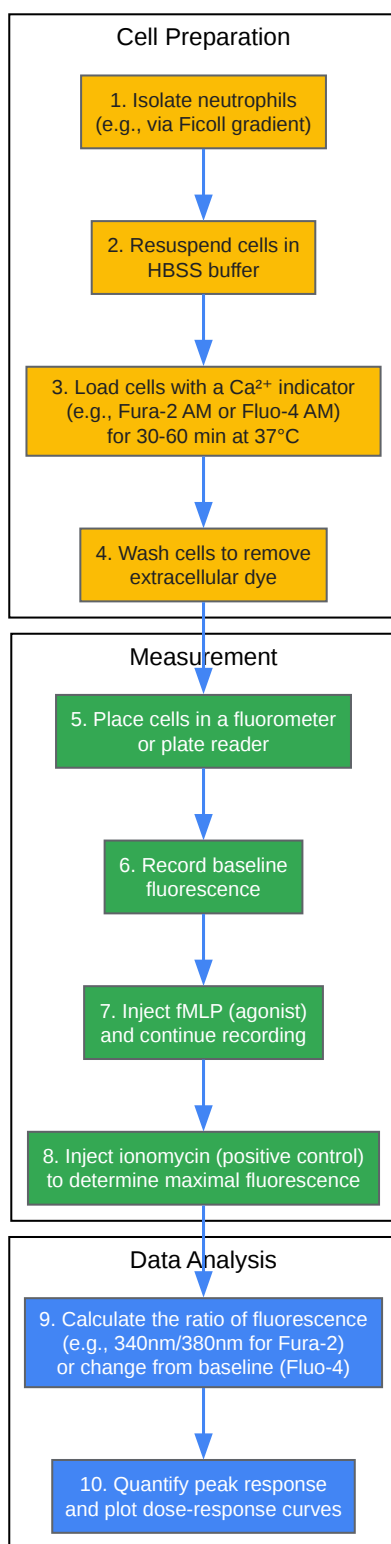 Cell Preparation
1. Isolate neutrophils
(e.g., via Ficoll gradient)
2. Resuspend cells in
HBSS buffer
3. Load cells with a Ca²⁺ indicator
(e.g., Fura-2 AM or Fluo-4 AM)
for 30-60 min at 37°C
4. Wash cells to remove
extracellular dye
Measurement
5. Place cells in a fluorometer
or plate reader
6. Record baseline
fluorescence
7. Inject fMLP (agonist)
and continue recording
8. Inject ionomycin (positive control)
to determine maximal fluorescence
Data Analysis
9. Calculate the ratio of fluorescence
(e.g., 340nm/380nm for Fura-2)
or change from baseline (Fluo-4)
10. Quantify peak response
and plot dose-response curves